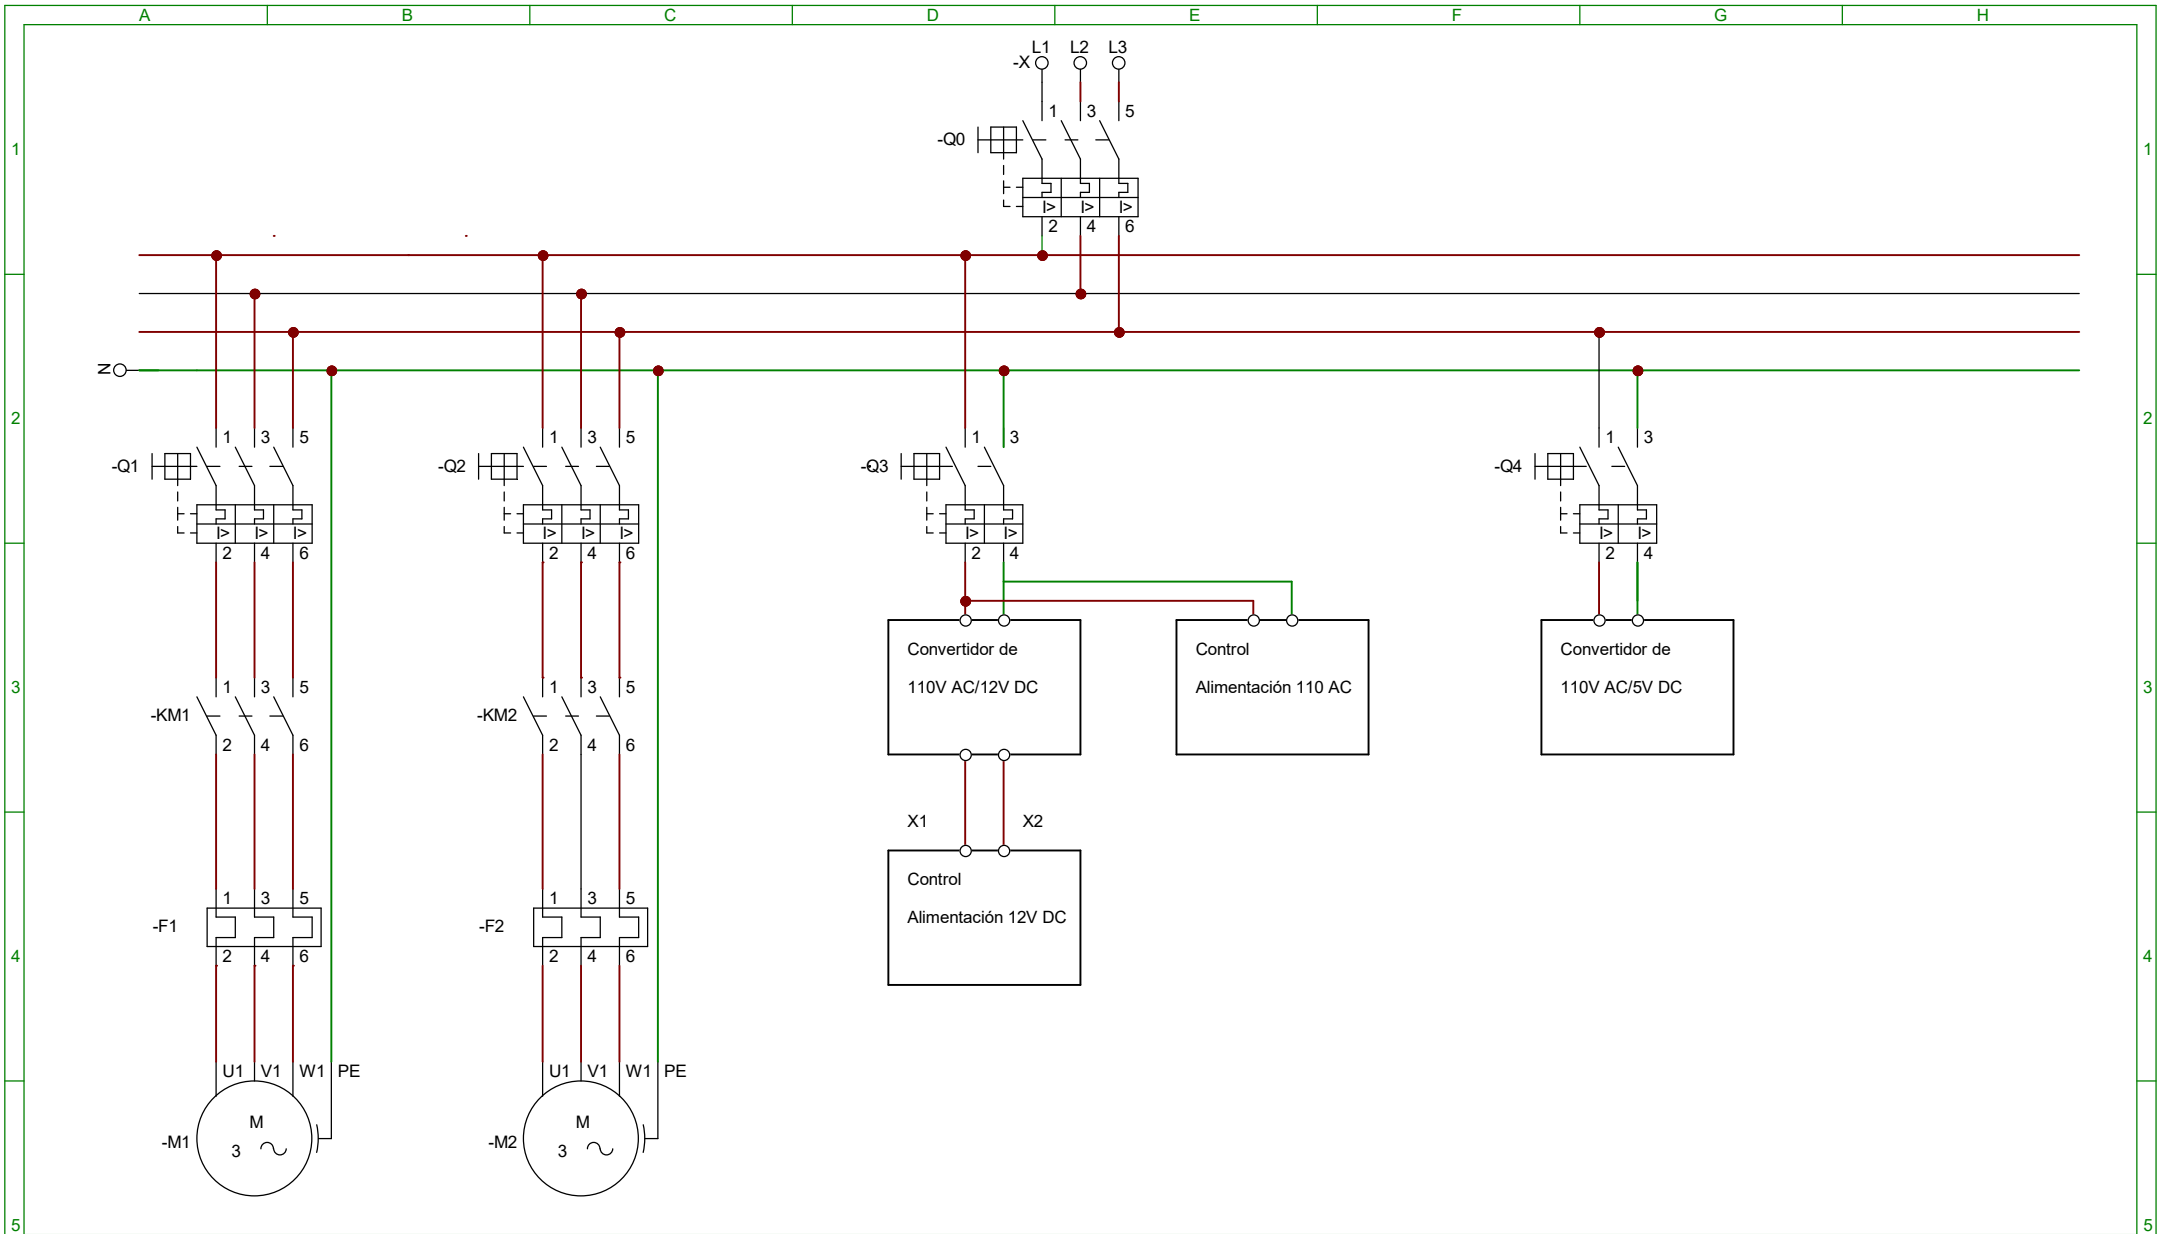 A B C D E F G H
L1 L2 L3
-X
1 3 5
-Q0
1 1
I> I> I>
2 4 6
N
2 2
1 3 5 1 3 5 1 3 1 3
-Q1 -Q2 -Q3 -Q4
I> I> I> I> I> I> I> I> I> I>
2 4 6 2 4 6 2 4 2 4
Convertidor de Control Convertidor de
3 110V AC/12V DC Alimentación 110 AC 110V AC/5V DC 3
1 3 5 1 3 5
-KM1 -KM2
2 4 6 2 4 6
X1 X2
Control
Alimentación 12V DC
1 3 5 1 3 5
-F1 -F2
2 4 6 2 4 6
4 4
U1 V1 W1 PE U1 V1 W1 PE
M M
-M1 -M2
3 3
5 5